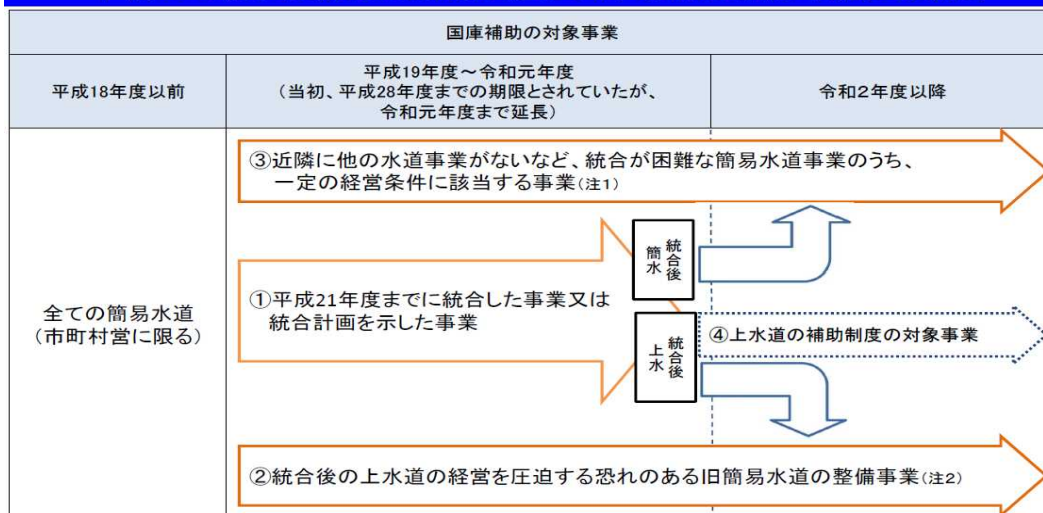 国庫補助の対象事業
平成18年度以前
平成19年度～令和元年度
(当初、平成28年度までの期限とされていたが、
令和元年度まで延長)
令和2年度以降
全ての簡易水道
(市町村営に限る)
③近隣に他の水道事業がないなど、統合が困難な簡易水道事業のうち、
一定の経営条件に該当する事業(注1)
統合後
簡水
①平成21年度までに統合した事業又は
統合計画を示した事業
統合後
上水
④上水道の補助制度の対象事業
②統合後の上水道の経営を圧迫する恐れのある旧簡易水道の整備事業(注2)